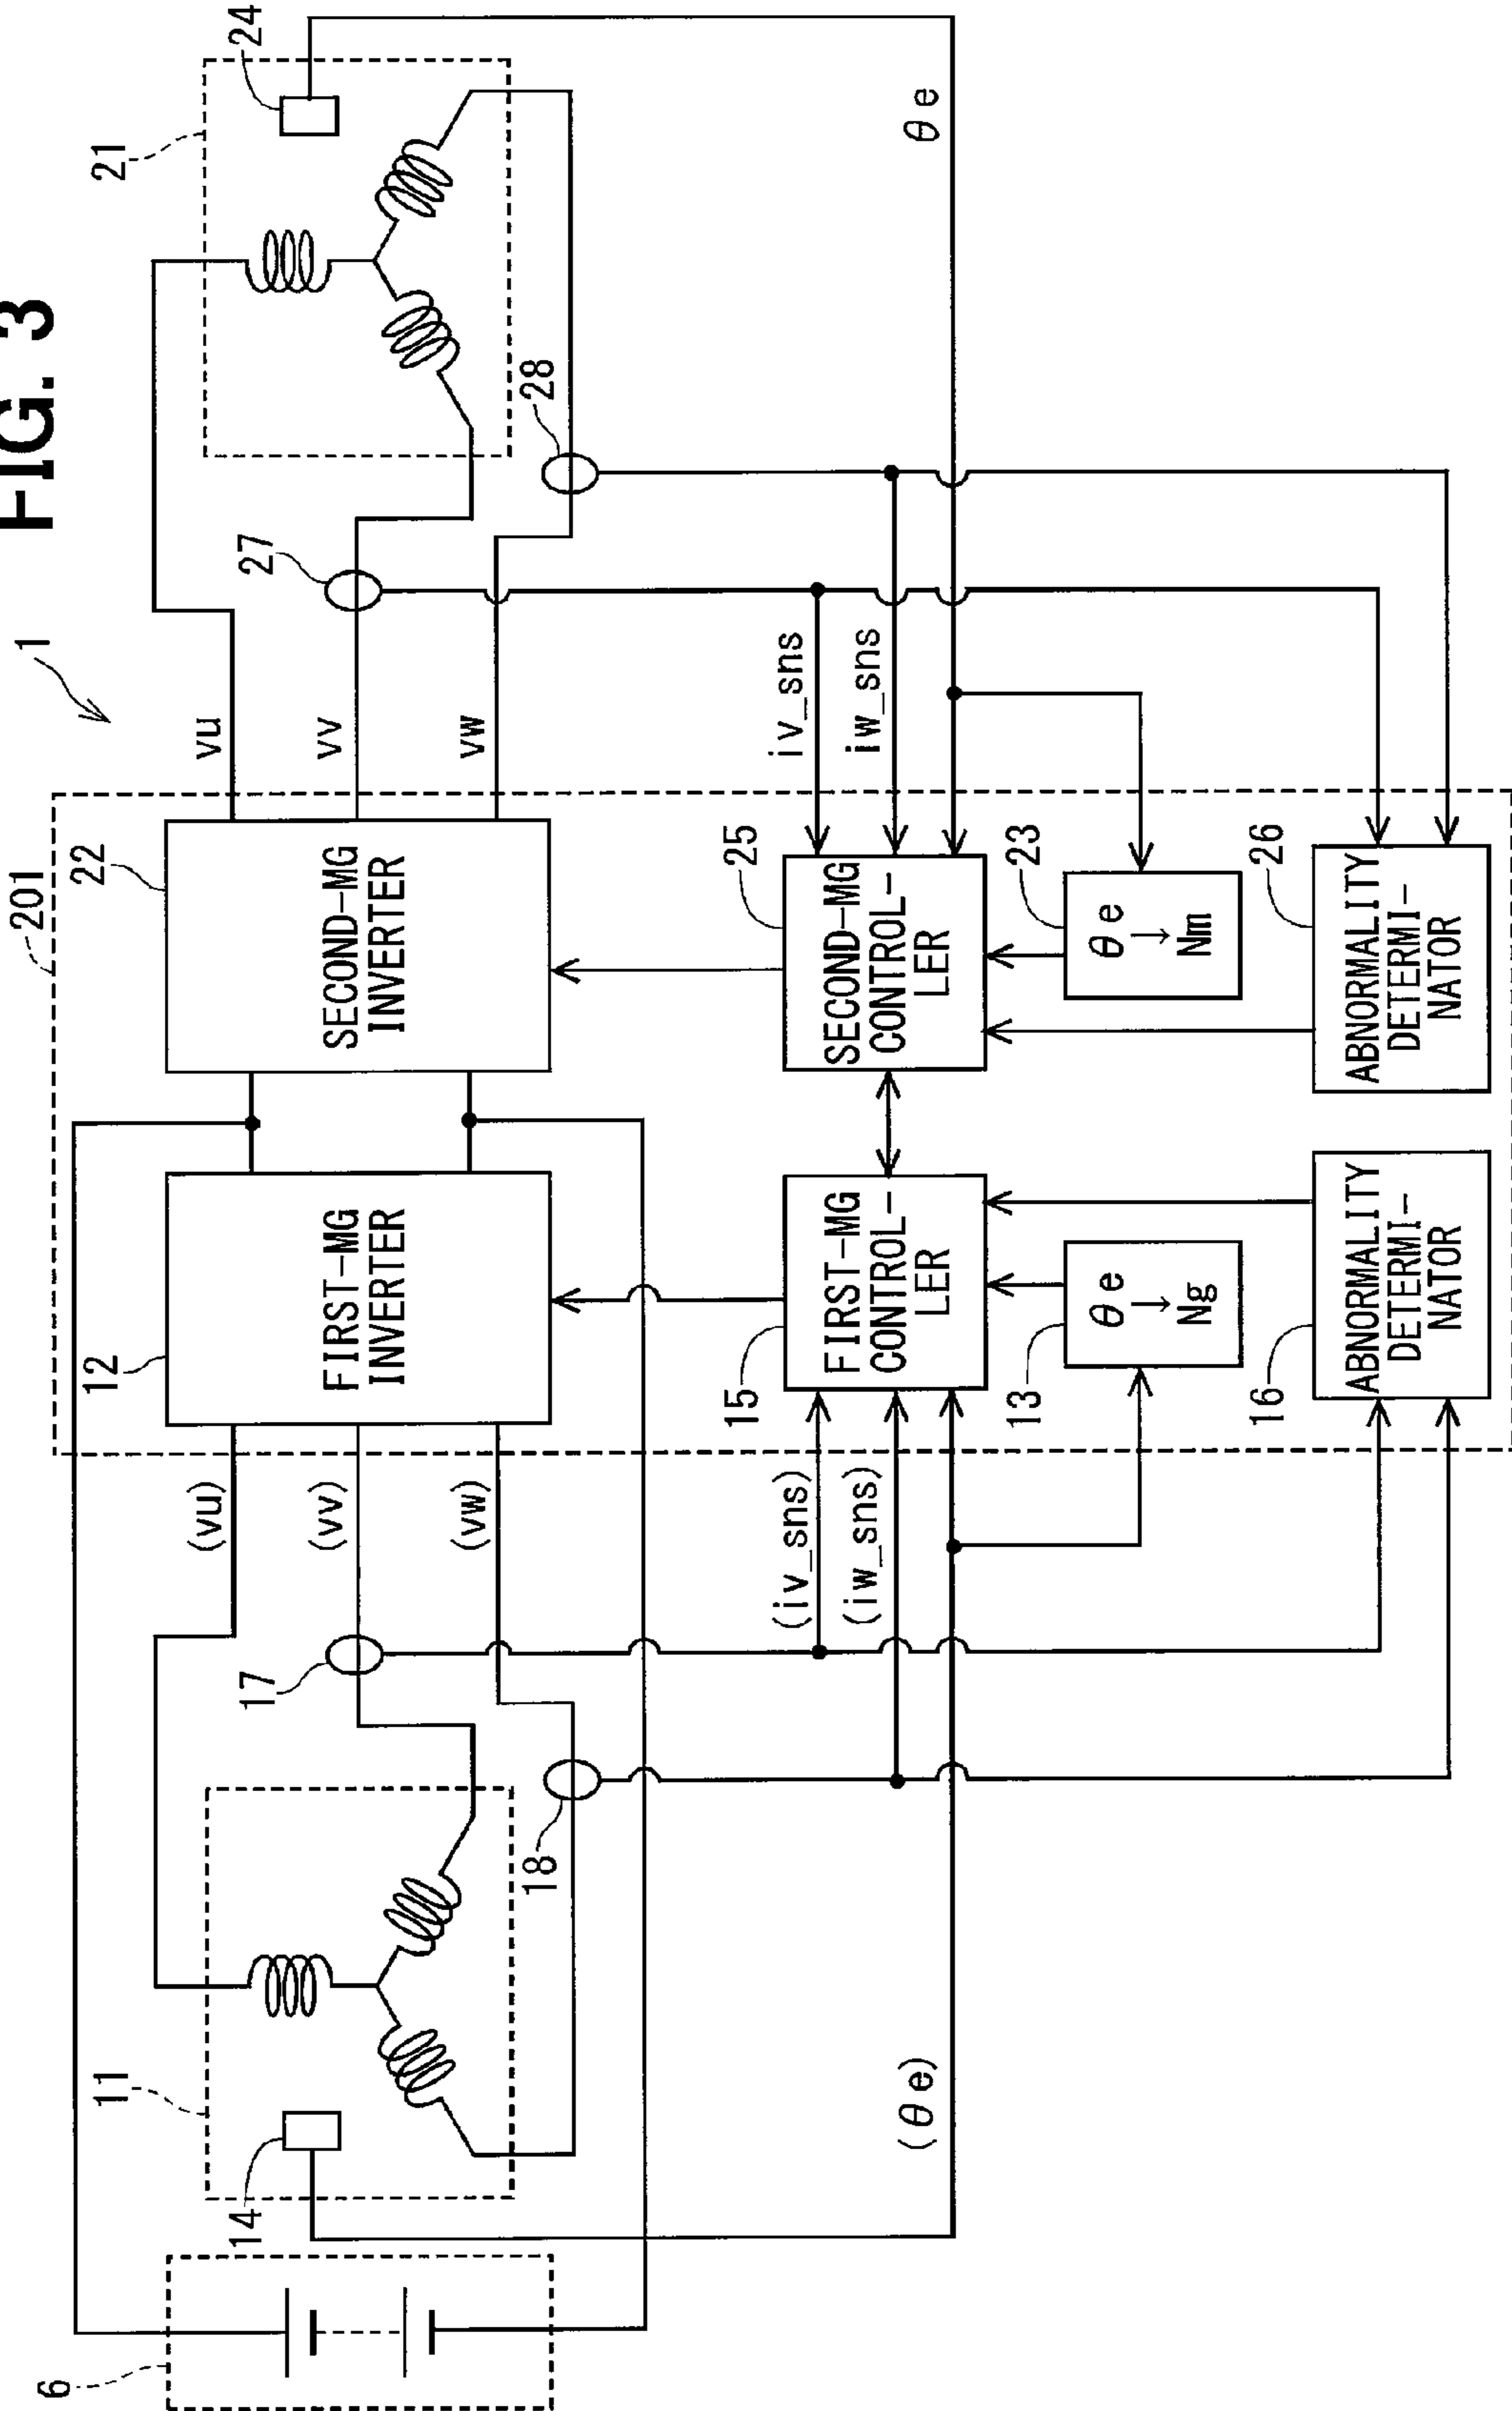 FIG. 3
1
201
6
14
11
21
24
12
22
FIRST-MG
INVERTER
SECOND-MG
INVERTER
(vu)
(vv)
(vw)
vu
vv
vw
17
18
27
28
(iv_sns)
(iw_sns)
iv_sns
iw_sns
(θe)
θe
15
FIRST-MG
CONTROL-
LER
25
SECOND-MG
CONTROL-
LER
13
θe
→
Ng
23
θe
→
Nm
16
ABNORMALITY
DETERMI-
NATOR
26
ABNORMALITY
DETERMI-
NATOR